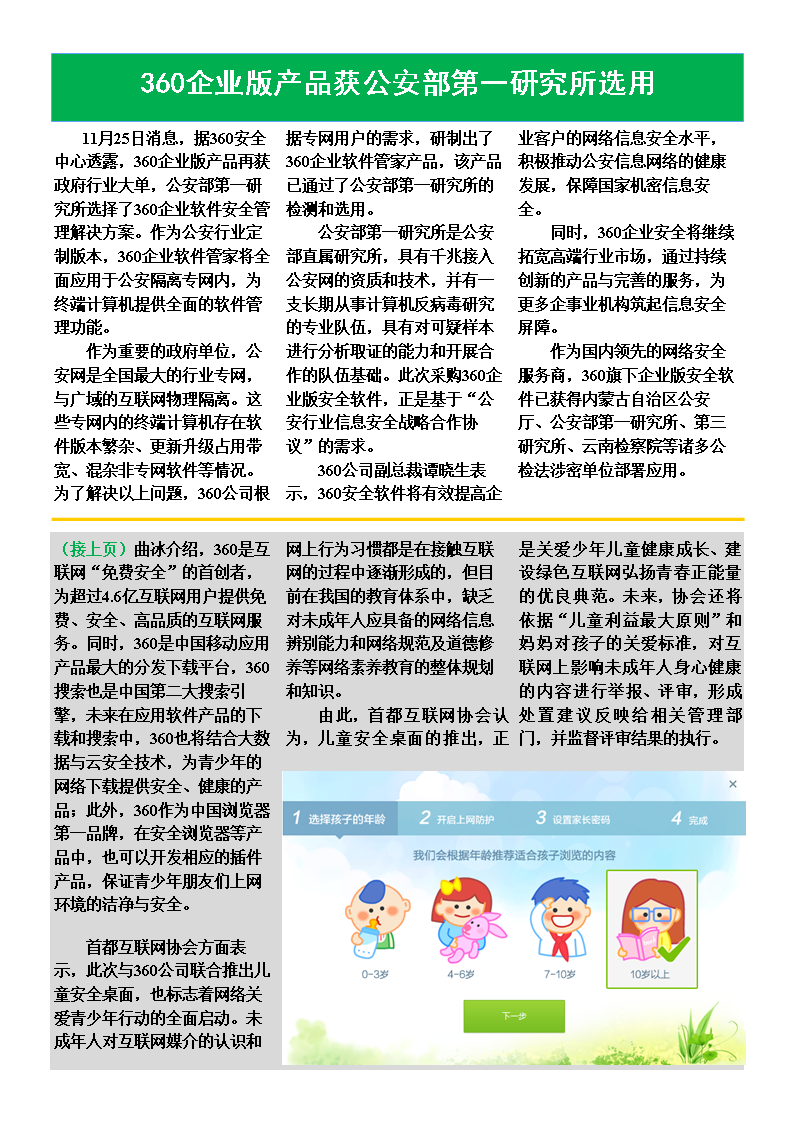 360企业版产品获公安部第一研究所选用
11月25日消息，据360安全
中心透露，360企业版产品再获
政府行业大单，公安部第一研
究所选择了360企业软件安全管
理解决方案。作为公安行业定
制版本，360企业软件管家将全
面应用于公安隔离专网内，为
终端计算机提供全面的软件管
理功能。
作为重要的政府单位，公
安网是全国最大的行业专网，
与广域的互联网物理隔离。这
些专网内的终端计算机存在软
件版本繁杂、更新升级占用带
宽、混杂非专网软件等情况。
为了解决以上问题，360公司根
据专网用户的需求，研制出了
360企业软件管家产品，该产品
已通过了公安部第一研究所的
检测和选用。
公安部第一研究所是公安
部直属研究所，具有千兆接入
公安网的资质和技术，并有一
支长期从事计算机反病毒研究
的专业队伍，具有对可疑样本
进行分析取证的能力和开展合
作的队伍基础。此次采购360企
业版安全软件，正是基于“公
安行业信息安全战略合作协
议”的需求。
360公司副总裁谭晓生表
示，360安全软件将有效提高企
业客户的网络信息安全水平，
积极推动公安信息网络的健康
发展，保障国家机密信息安
全。
同时，360企业安全将继续
拓宽高端行业市场，通过持续
创新的产品与完善的服务，为
更多企事业机构筑起信息安全
屏障。
作为国内领先的网络安全
服务商，360旗下企业版安全软
件已获得内蒙古自治区公安
厅、公安部第一研究所、第三
研究所、云南检察院等诸多公
检法涉密单位部署应用。
（接上页）曲冰介绍，360是互
联网“免费安全”的首创者，
为超过4.6亿互联网用户提供免
费、安全、高品质的互联网服
务。同时，360是中国移动应用
产品最大的分发下载平台，360
搜索也是中国第二大搜索引
擎，未来在应用软件产品的下
载和搜索中，360也将结合大数
据与云安全技术，为青少年的
网络下载提供安全、健康的产
品；此外，360作为中国浏览器
第一品牌，在安全浏览器等产
品中，也可以开发相应的插件
产品，保证青少年朋友们上网
环境的洁净与安全。
首都互联网协会方面表
示，此次与360公司联合推出儿
童安全桌面，也标志着网络关
爱青少年行动的全面启动。未
成年人对互联网媒介的认识和
网上行为习惯都是在接触互联
网的过程中逐渐形成的，但目
前在我国的教育体系中，缺乏
对未成年人应具备的网络信息
辨别能力和网络规范及道德修
养等网络素养教育的整体规划
和知识。
由此，首都互联网协会认
为，儿童安全桌面的推出，正
是关爱少年儿童健康成长、建
设绿色互联网弘扬青春正能量
的优良典范。未来，协会还将
依据“儿童利益最大原则”和
妈妈对孩子的关爱标准，对互
联网上影响未成年人身心健康
的内容进行举报、评审，形成
处置建议反映给相关管理部
门，并监督评审结果的执行。
1 选择孩子的年龄 2 开启上网防护 3 设置家长密码 4 完成
我们会根据年龄推荐适合孩子浏览的内容
0-3岁 4-6岁 7-10岁 10岁以上
下一步